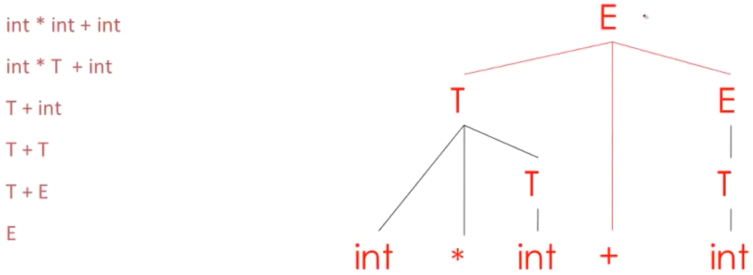 int * int + int
int * T + int
T + int
T + T
T + E
E
E
T E
T T
int * int + int